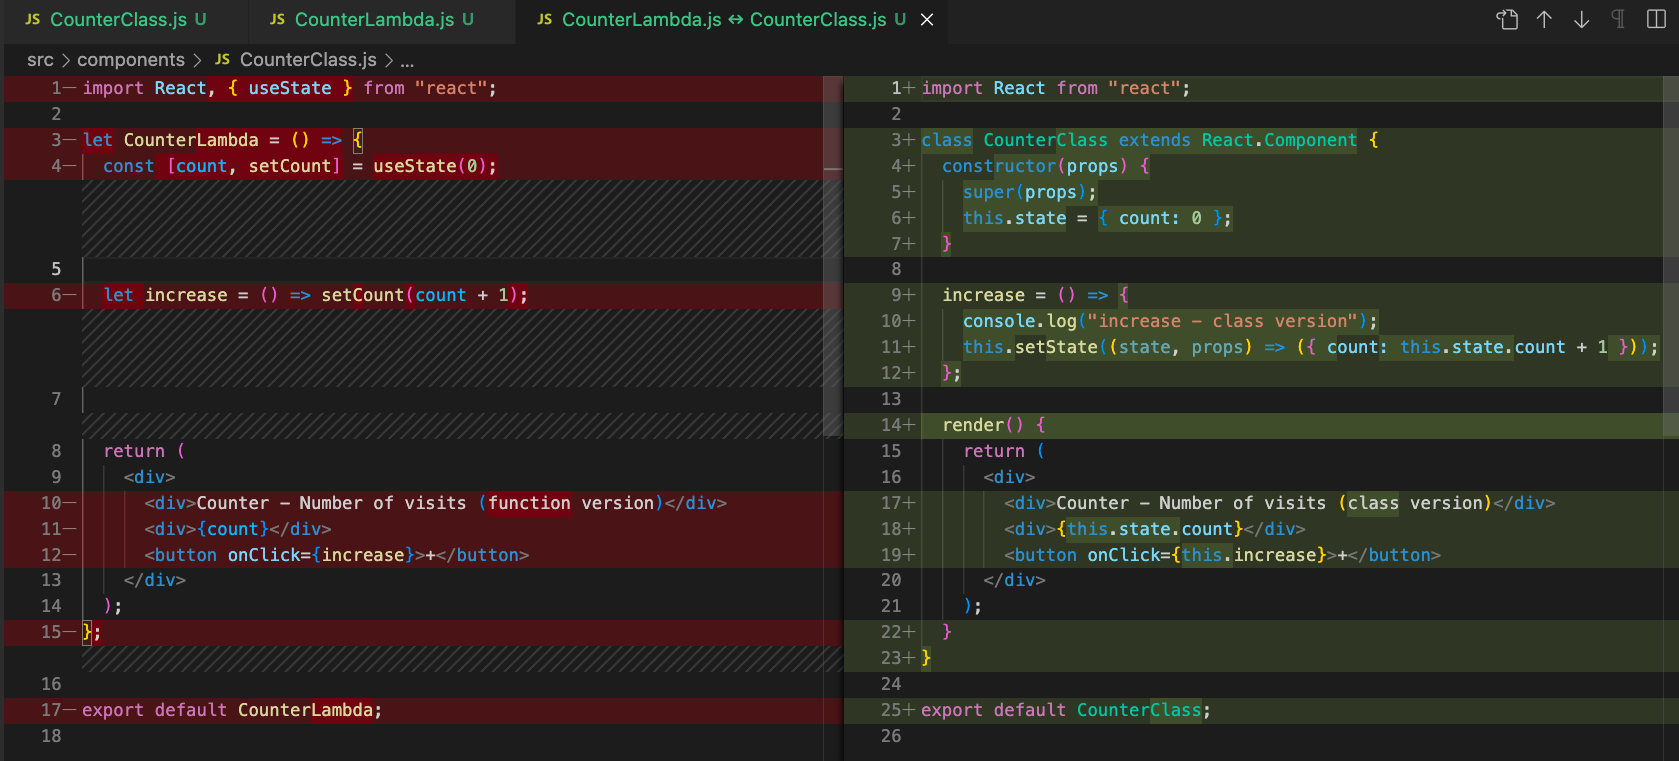 JS CounterClass.js U
JS CounterLambda.js U
JS CounterLambda.js ↔ CounterClass.js U ×
src > components > JS CounterClass.js > ...
1— import React, { useState } from "react";
2
3— let CounterLambda = () => {
4— const [count, setCount] = useState(0);
5
6— let increase = () => setCount(count + 1);
7
8 return (
9 <div>
10— <div>Counter – Number of visits (function version)</div>
11— <div>{count}</div>
12— <button onClick={increase}>+</button>
13 </div>
14 );
15— };
16
17— export default CounterLambda;
18
1+ import React from "react";
2
3+ class CounterClass extends React.Component {
4+ constructor(props) {
5+ super(props);
6+ this.state = { count: 0 };
7+ }
8
9+ increase = () => {
10+ console.log("increase – class version");
11+ this.setState((state, props) => ({ count: this.state.count + 1 }));
12+ };
13
14+ render() {
15 return (
16 <div>
17+ <div>Counter – Number of visits (class version)</div>
18+ <div>{this.state.count}</div>
19+ <button onClick={this.increase}>+</button>
20 </div>
21 );
22+ }
23+ }
24
25+ export default CounterClass;
26